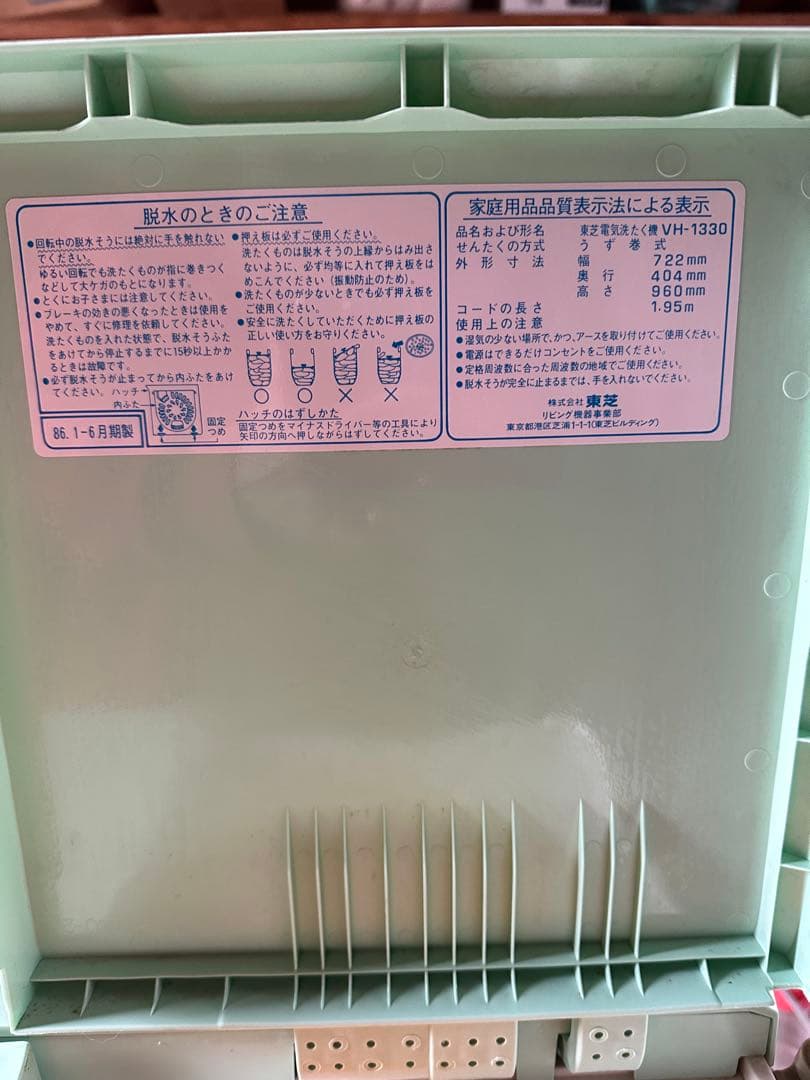 脱水のときのご注意
●回転中の脱水そうには絶対に手を触れない
でください。
ゆるい回転でも洗たくものが指に巻きつく
などして大ケガのもとになります。
●とくにお子さまには注意してください。
●ブレーキの効きの悪くなったときは使用を
やめて、すぐに修理を依頼してください。
洗たくものを入れた状態で、脱水そうふた
をあけてから停止するまでに15秒以上かか
るときは故障です。
●必ず脱水そうが止まってから内ふたをあけ
てください。
ハッチ
内ふた
固定
つめ
86. 1-6月期製
●押え板は必ずご使用ください。
洗たくものは脱水そうの上縁からはみ出さ
ないように、必ず均等に入れて押え板をは
めこんでください（振動防止のため）。
●洗たくものが少ないときでも必ず押え板を
ご使用ください。
●安全に洗たくしていただくために押え板の
正しい使い方をお守りください。
○ ○ × ×
ハッチのはずしかた
固定つめをマイナスドライバー等の工具により
矢印の方向へ押しながらはずしてください。
家庭用品品質表示法による表示
品名および形名 東芝電気洗たく機 VH-1330
せんたくの方式 うず巻式
外形寸法 幅 722mm
奥行 404mm
高さ 960mm
コードの長さ 1.95m
使用上の注意
●湿気の少ない場所で、かつ、アースを取り付けてご使用ください。
●電源はできるだけコンセントをご使用ください。
●定格周波数に合った周波数の地域でご使用ください。
●脱水そうが完全に止まるまでは、手を入れないでください。
株式会社 東芝
リビング機器事業部
東京都港区芝浦1-1-1(東芝ビルディング)